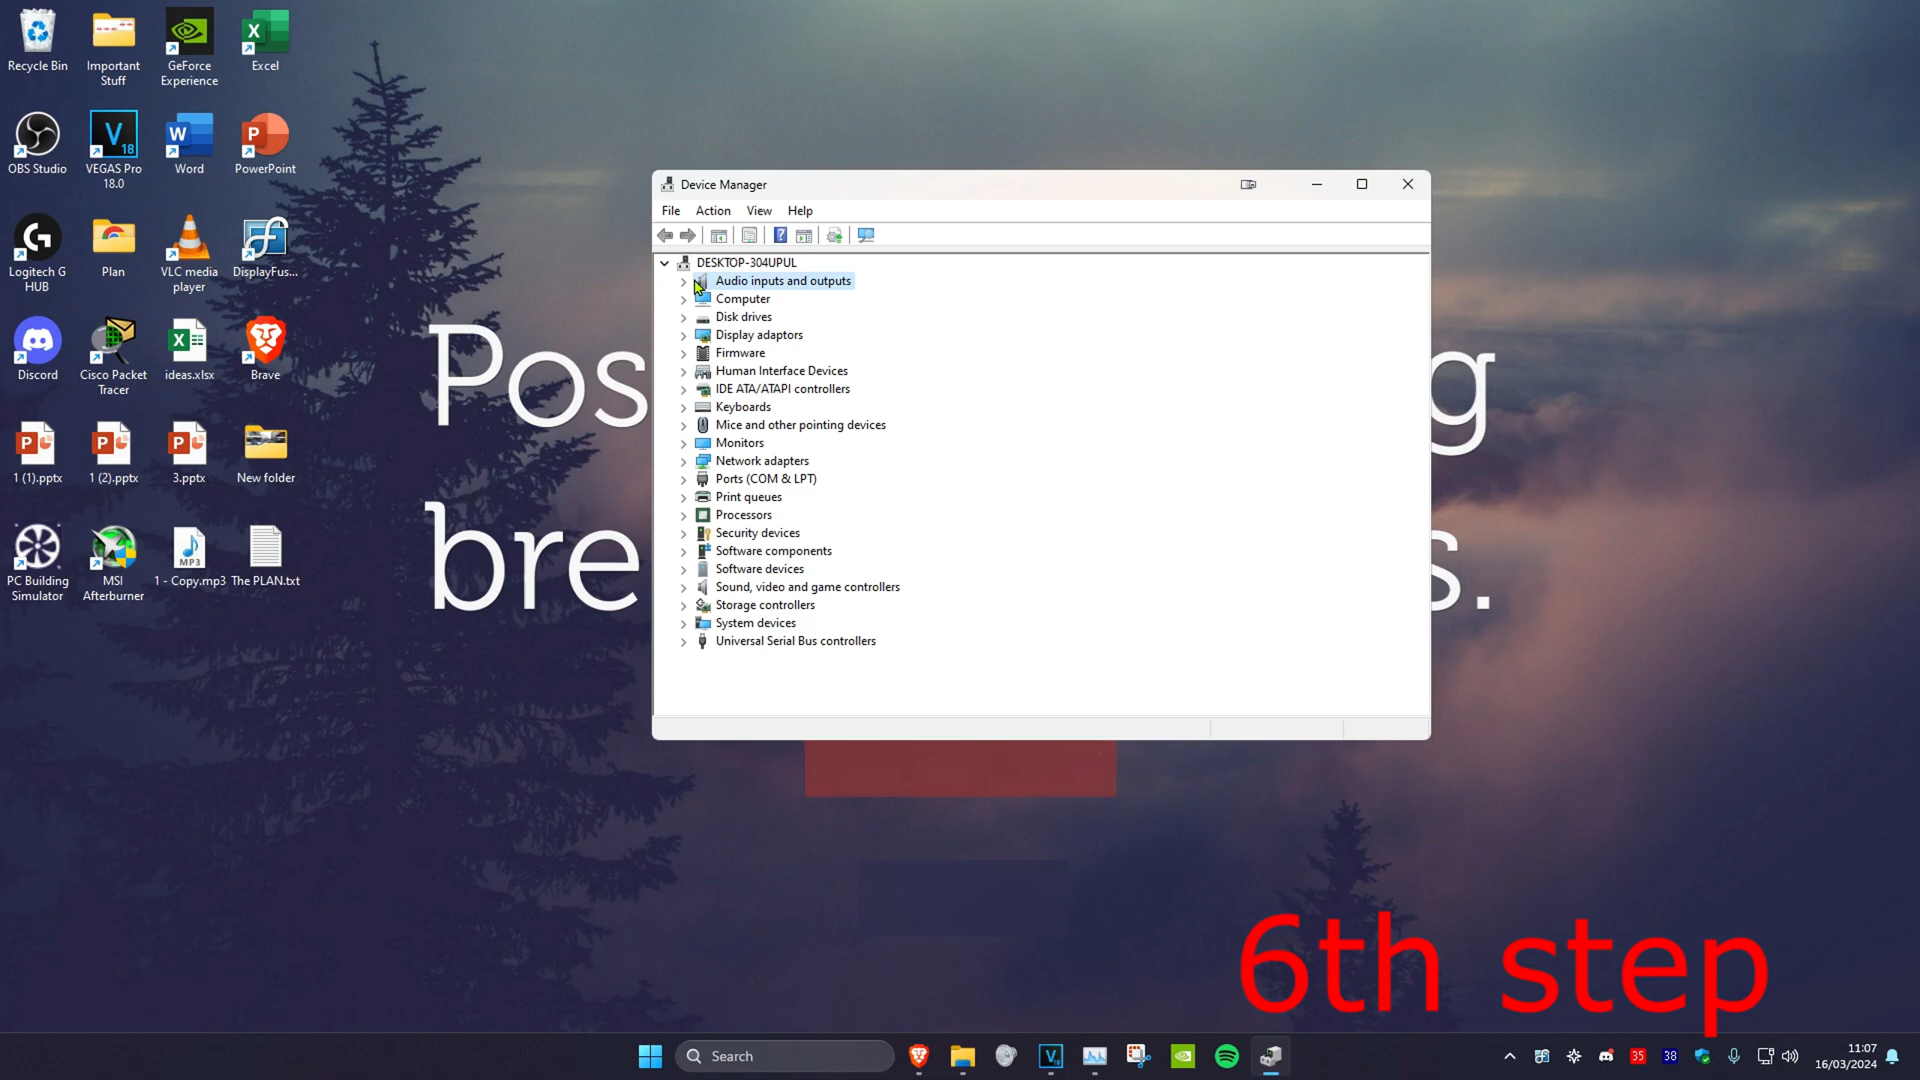 Recycle Bin
Important
Stuff
GeForce
Experience
Excel
OBS Studio
VEGAS Pro
18.0
Word
PowerPoint
Logitech G
HUB
Plan
VLC media
player
DisplayFus...
Discord
Cisco Packet
Tracer
ideas.xlsx
Brave
1 (1).pptx
1 (2).pptx
3.pptx
New folder
PC Building
Simulator
MSI
Afterburner
1 - Copy.mp3
The PLAN.txt
Device Manager
File Action View Help
DESKTOP-304UPUL
Audio inputs and outputs
Computer
Disk drives
Display adaptors
Firmware
Human Interface Devices
IDE ATA/ATAPI controllers
Keyboards
Mice and other pointing devices
Monitors
Network adapters
Ports (COM & LPT)
Print queues
Processors
Security devices
Software components
Software devices
Sound, video and game controllers
Storage controllers
System devices
Universal Serial Bus controllers
Pos
g
bre
s.
6th step
Search
35
38
11:07
16/03/2024